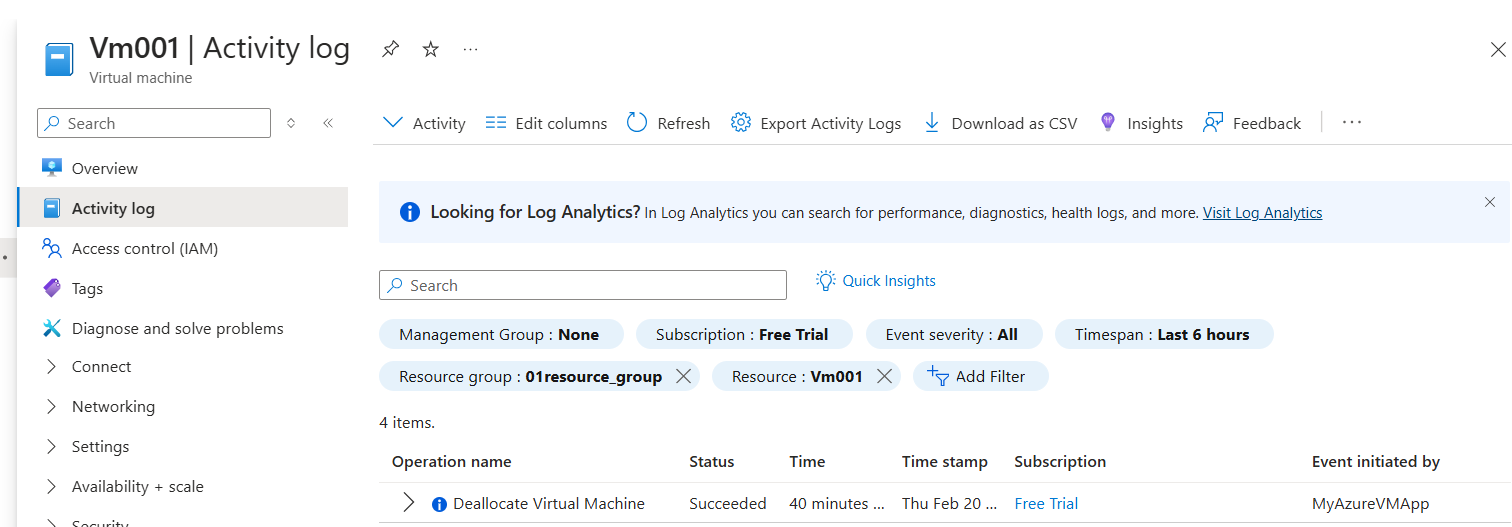 Vm001 | Activity log
Virtual machine
Search
Overview
Activity log
Access control (IAM)
Tags
Diagnose and solve problems
Connect
Networking
Settings
Availability + scale
Security
Activity Edit columns Refresh Export Activity Logs Download as CSV Insights Feedback
Looking for Log Analytics? In Log Analytics you can search for performance, diagnostics, health logs, and more. Visit Log Analytics
Search Quick Insights
Management Group : None Subscription : Free Trial Event severity : All Timespan : Last 6 hours
Resource group : 01resource_group Resource : Vm001 Add Filter
4 items.
Operation name Status Time Time stamp Subscription Event initiated by
Deallocate Virtual Machine Succeeded 40 minutes ... Thu Feb 20 ... Free Trial MyAzureVMApp